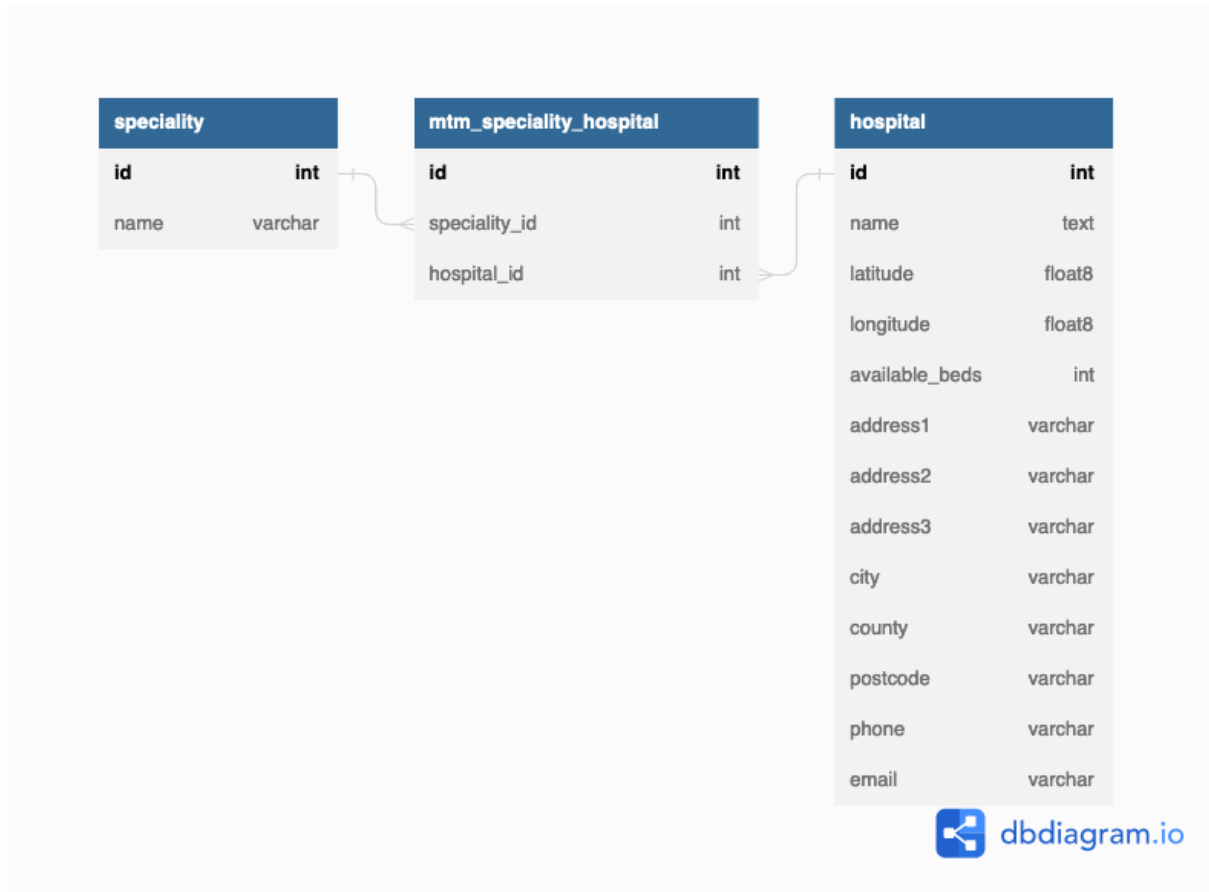 speciality
id int
name varchar
mtm_speciality_hospital
id int
speciality_id int
hospital_id int
hospital
id int
name text
latitude float8
longitude float8
available_beds int
address1 varchar
address2 varchar
address3 varchar
city varchar
county varchar
postcode varchar
phone varchar
email varchar
dbdiagram.io